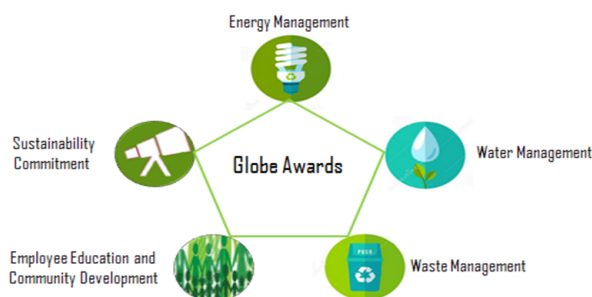 Energy Management
Sustainability
Commitment
Globe Awards
Water Management
Employee Education and
Community Development
Waste Management